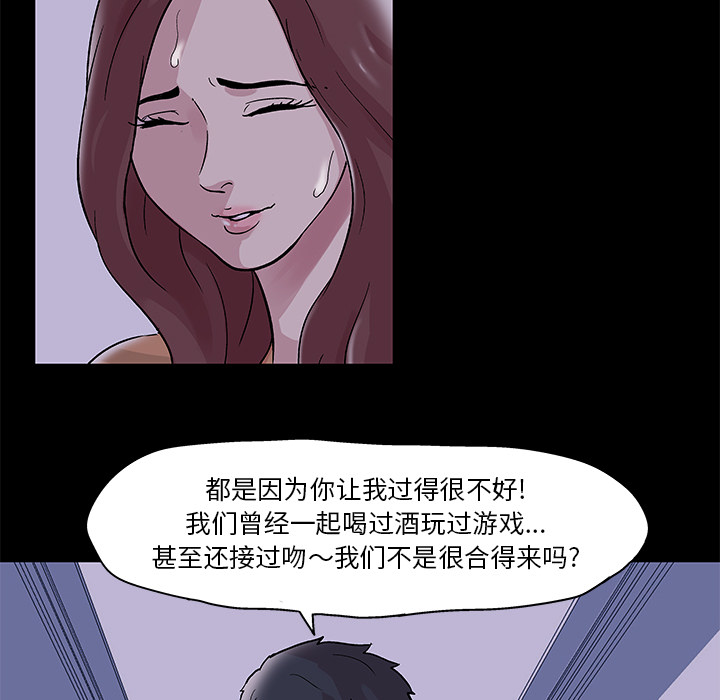 都是因为你让我过得很不好!
我们曾经一起喝过酒玩过游戏...
甚至还接过吻～我们不是很合得来吗?